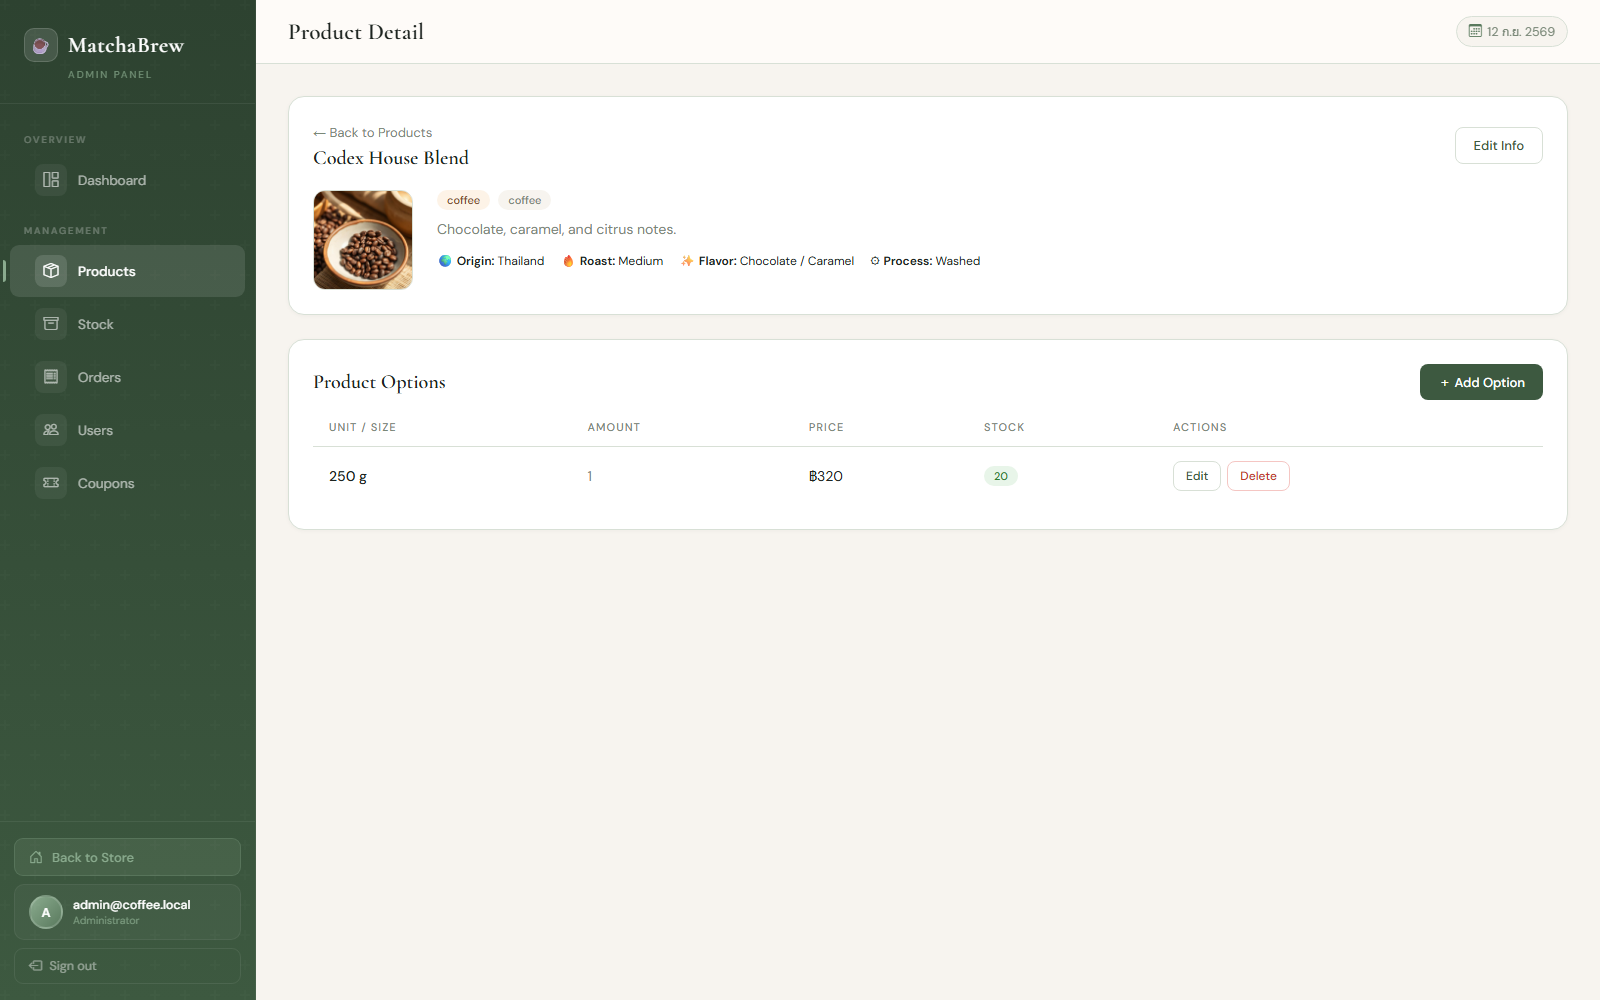 MatchaBrew
ADMIN PANEL
OVERVIEW
Dashboard
MANAGEMENT
Products
Stock
Orders
Users
Coupons
Back to Store
A
admin@coffee.local
Administrator
Sign out
Product Detail
12 ก.ย. 2569
← Back to Products
Codex House Blend
Edit Info
coffee coffee
Chocolate, caramel, and citrus notes.
Origin: Thailand Roast: Medium Flavor: Chocolate / Caramel Process: Washed
Product Options
+ Add Option
UNIT / SIZE AMOUNT PRICE STOCK ACTIONS
250 g 1 ฿320 20 Edit Delete